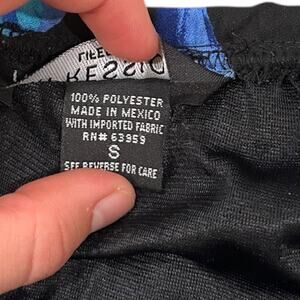 100% POLYESTER
MADE IN MEXICO
WITH IMPORTED FABRIC
RN# 63959
S
SEE REVERSE FOR CARE